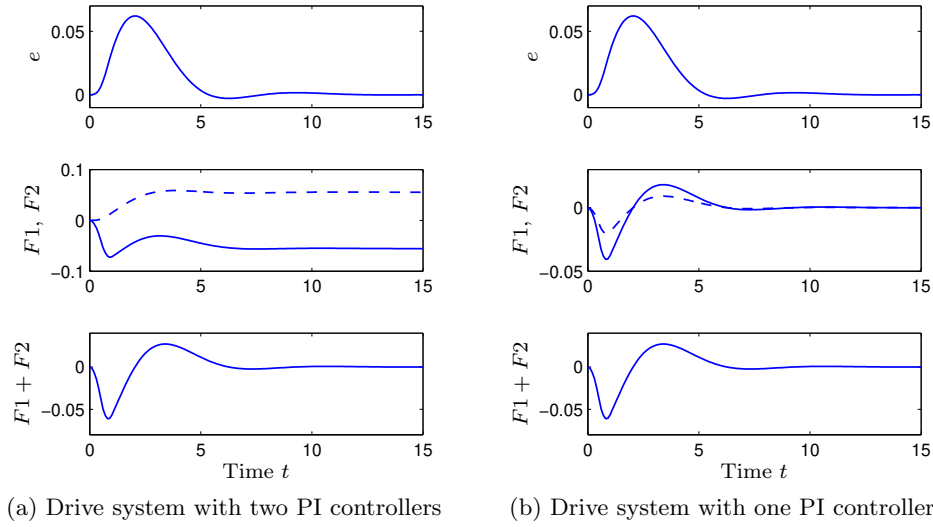 0.05
0
e
0 5 10 15
0.1
0
−0.1
F1, F2
0 5 10 15
0
−0.05
F1 + F2
0 5 10 15
Time t
(a) Drive system with two PI controllers
0.05
0
e
0 5 10 15
0
−0.05
F1, F2
0 5 10 15
0
−0.05
F1 + F2
0 5 10 15
Time t
(b) Drive system with one PI controller